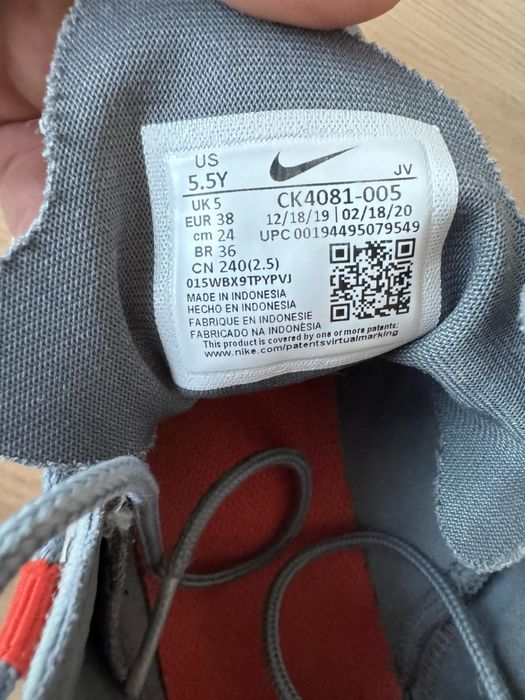 US
5.5Y
JV
UK 5
CK4081-005
EUR 38
12/18/19 | 02/18/20
cm 24
UPC 00194495079549
BR 36
CN 240(2.5)
015WBX9TPYPVJ
MADE IN INDONESIA
HECHO EN INDONESIA
FABRIQUE EN INDONESIE
FABRICADO NA INDONÈSIA
This product is covered by one or more patents:
www.nike.com/patentsvirtualmarking